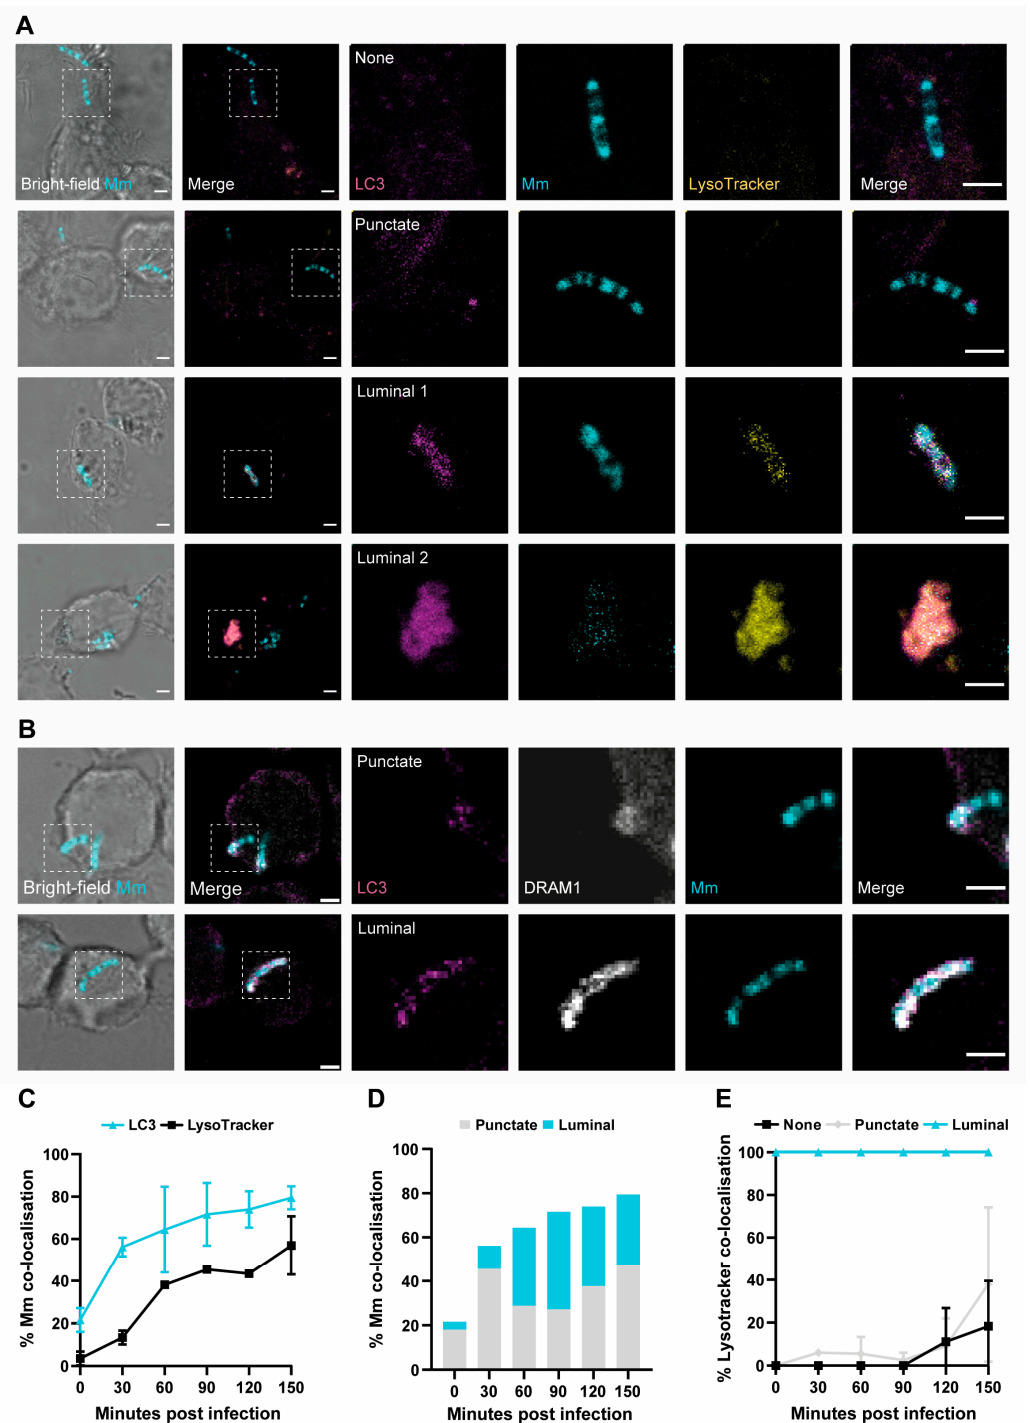 A
None
Bright-field Mm
Merge
LC3
Mm
LysoTracker
Merge
Punctate
Luminal 1
Luminal 2
B
Punctate
Bright-field Mm
Merge
LC3
DRAM1
Mm
Merge
Luminal
C
LC3 LysoTracker
% Mm co-localisation
100
80
60
40
20
0
0 30 60 90 120 150
Minutes post infection
D
Punctate Luminal
% Mm co-localisation
100
80
60
40
20
0
0 30 60 90 120 150
Minutes post infection
E
None Punctate Luminal
% Lysotracker co-localisation
100
80
60
40
20
0
0 30 60 90 120 150
Minutes post infection